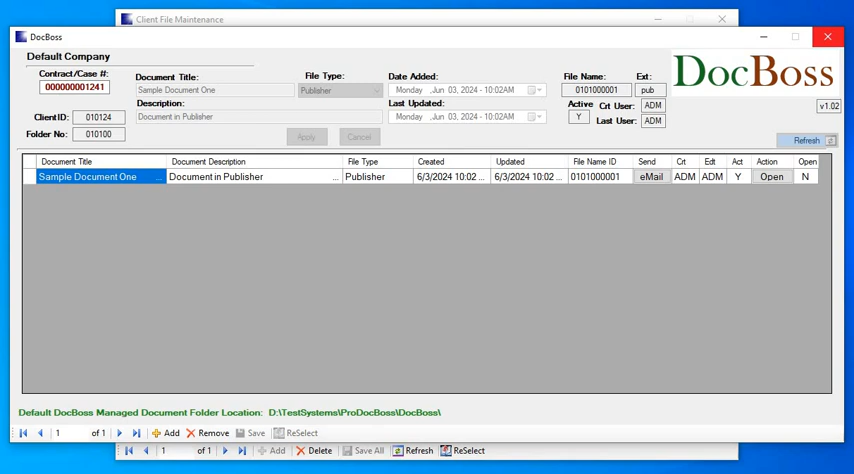 Client File Maintenance
DocBoss
Default Company
Contract/Case #:
000000001241
Document Title:
Sample Document One
File Type:
Publisher
Date Added:
Monday ,Jun 03, 2024 - 10:02AM
File Name:
0101000001
Ext:
pub
DocBoss
Description:
Document in Publisher
Last Updated:
Monday ,Jun 03, 2024 - 10:02AM
Active
Y
Crt User:
ADM
Last User:
ADM
v1.02
ClientID:
010124
Folder No:
010100
Apply
Cancel
Refresh
Document Title Document Description File Type Created Updated File Name ID Send Crt Edt Act Action Open
Sample Document One ... Document in Publisher ... Publisher 6/3/2024 10:02 ... 6/3/2024 10:02 ... 0101000001 eMail ADM ADM Y Open N
Default DocBoss Managed Document Folder Location: D:\TestSystems\ProDocBoss\DocBoss\
1 of 1 Add Remove Save ReSelect
1 of 1 Add Delete Save All Refresh ReSelect